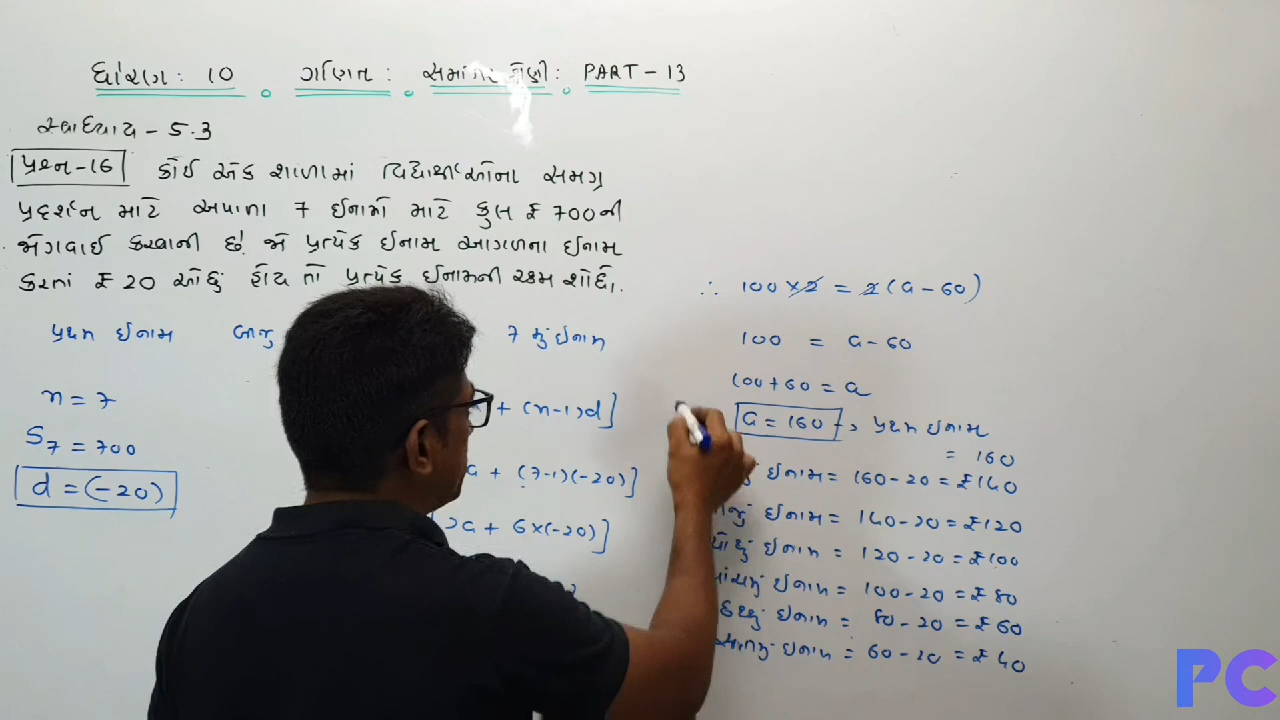 ધોરણ: 10 . ગણિત: . સમાંતર શ્રેણી: . PART-13
સ્વાધ્યાય - 5.3
પ્રશ્ન-16 કોઈ એક શાળામાં વિદ્યાર્થીઓના સમગ્ર
પ્રદર્શન માટે અપાતા 7 ઈનામો માટે કુલ ₹ 700ની
જોગવાઈ કરવાની છે. જો પ્રત્યેક ઈનામ આગળના ઈનામ
કરતાં ₹ 20 ઓછું હોય તો પ્રત્યેક ઈનામની રકમ શોધો.
પ્રથમ ઈનામ બીજુ 7 મું ઈનામ
n = 7
S7 = 700
d = (-20)
+ (n-1)d]
a + (7-1)(-20)]
2a + 6×(-20)]
∴ 100 × 2 = 2(a - 60)
100 = a - 60
100+60 = a
a = 160 → પ્રથમ ઈનામ
= 160
ઈનામ = 160-20 = ₹140
ઈનામ = 140-20 = ₹120
ઈનામ = 120-20 = ₹100
ઈનામ = 100-20 = ₹80
ઈનામ = 80-20 = ₹60
સાતમું ઈનામ = 60-20 = ₹40
PC